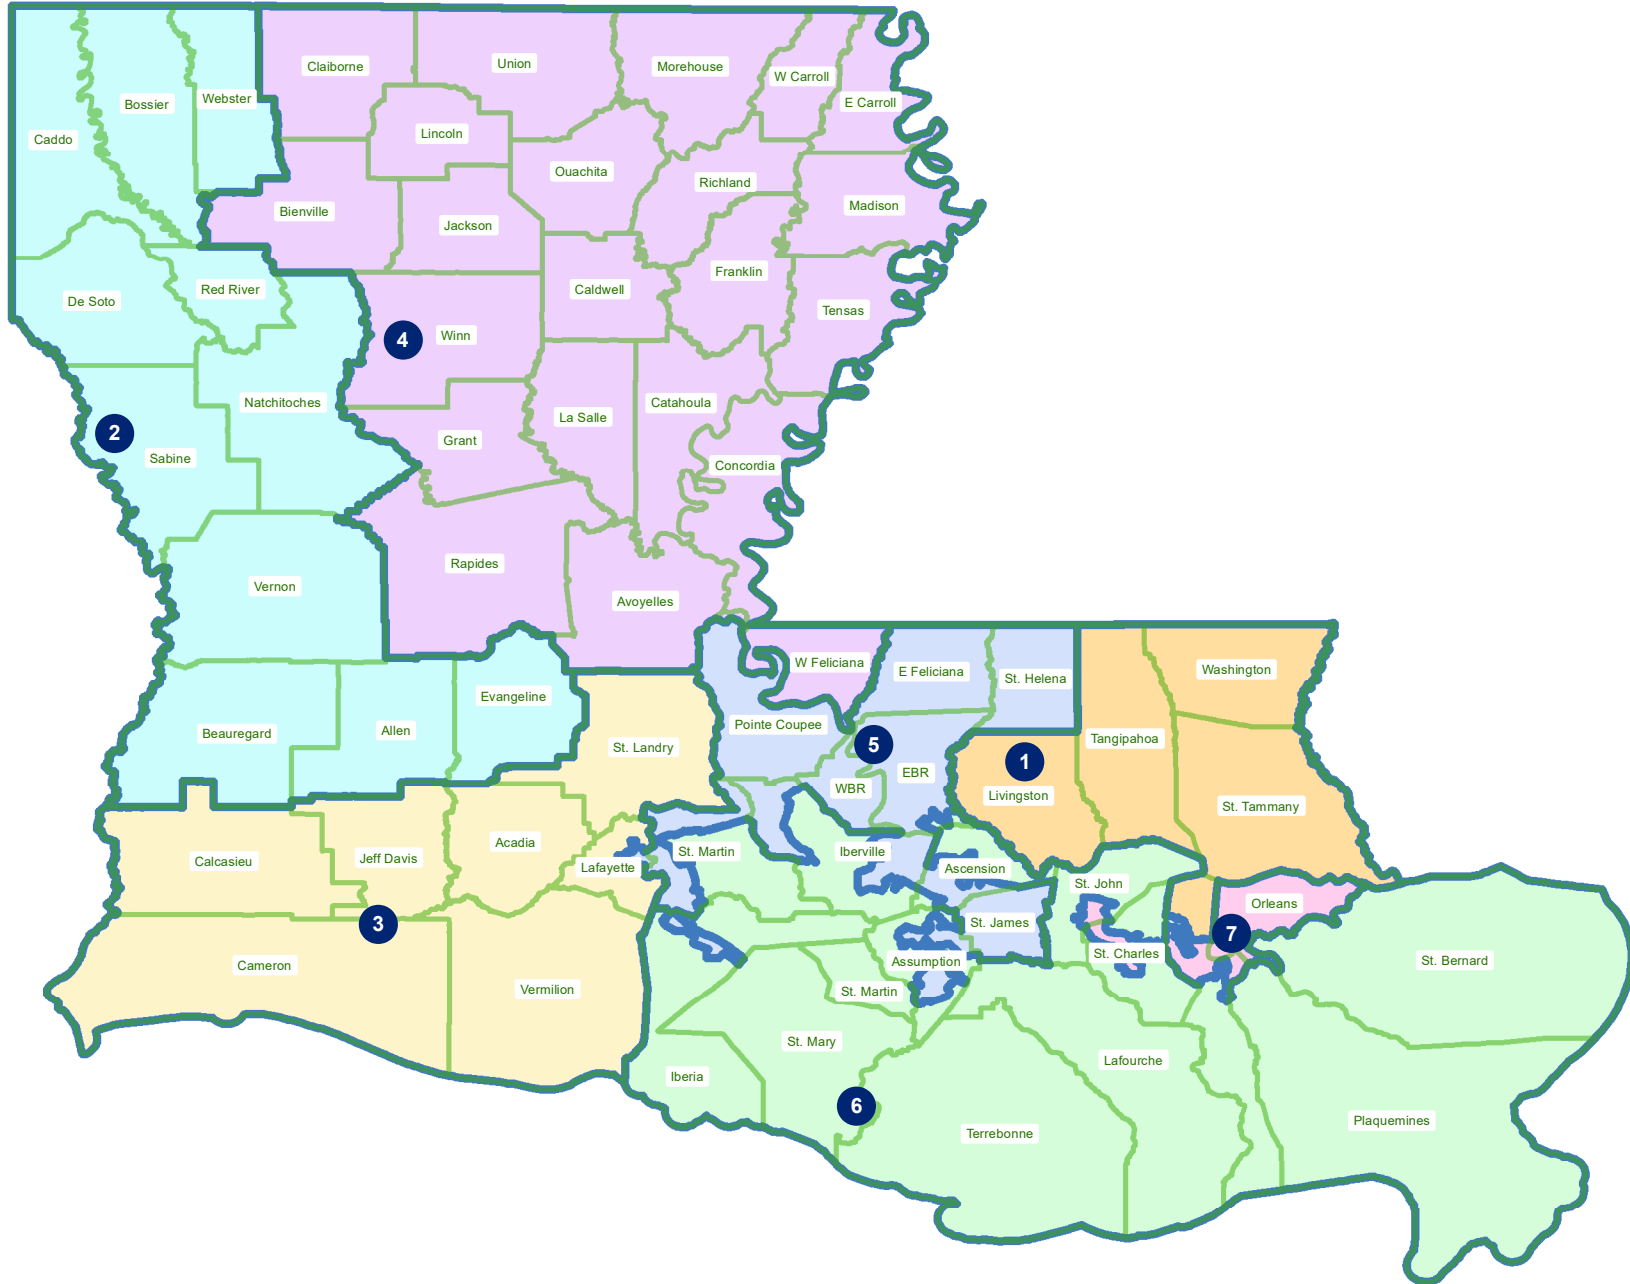 Claiborne
Union
Morehouse
W Carroll
E Carroll
Webster
Bossier
Caddo
Lincoln
Ouachita
Richland
Madison
Bienville
Jackson
Franklin
Red River
Caldwell
De Soto
Tensas
4
Winn
Natchitoches
Catahoula
La Salle
2
Grant
Sabine
Concordia
Rapides
Vernon
Avoyelles
W Feliciana
E Feliciana
St. Helena
Washington
Evangeline
Pointe Coupee
Beauregard
Allen
Tangipahoa
St. Landry
5
1
EBR
WBR
Livingston
St. Tammany
Acadia
St. Martin
Iberville
Jeff Davis
Calcasieu
Lafayette
Ascension
St. John
Orleans
3
St. James
7
St. Charles
Cameron
Assumption
St. Bernard
Vermilion
St. Martin
St. Mary
Lafourche
Iberia
6
Plaquemines
Terrebonne